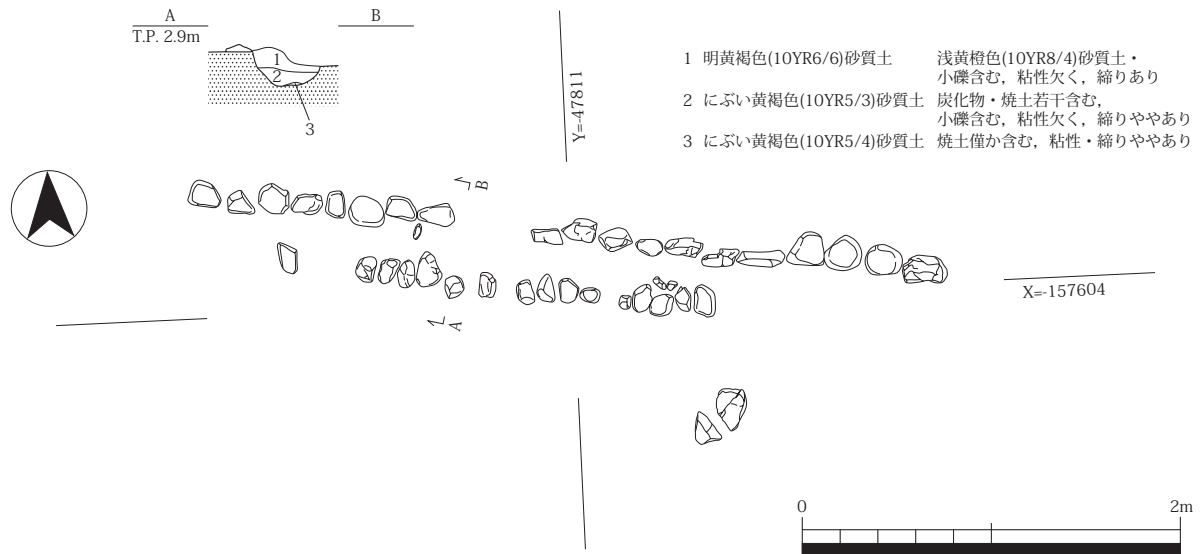 A B
T.P. 2.9m
1
2
3
Y=-47811
1 明黄褐色(10YR6/6)砂質土 浅黄橙色(10YR8/4)砂質土・
小礫含む，粘性欠く，締りあり
2 にぶい黄褐色(10YR5/3)砂質土 炭化物・焼土若干含む，
小礫含む，粘性欠く，締りややあり
3 にぶい黄褐色(10YR5/4)砂質土 焼土僅か含む，粘性・締りややあり
B
A
X=-157604
0 2m